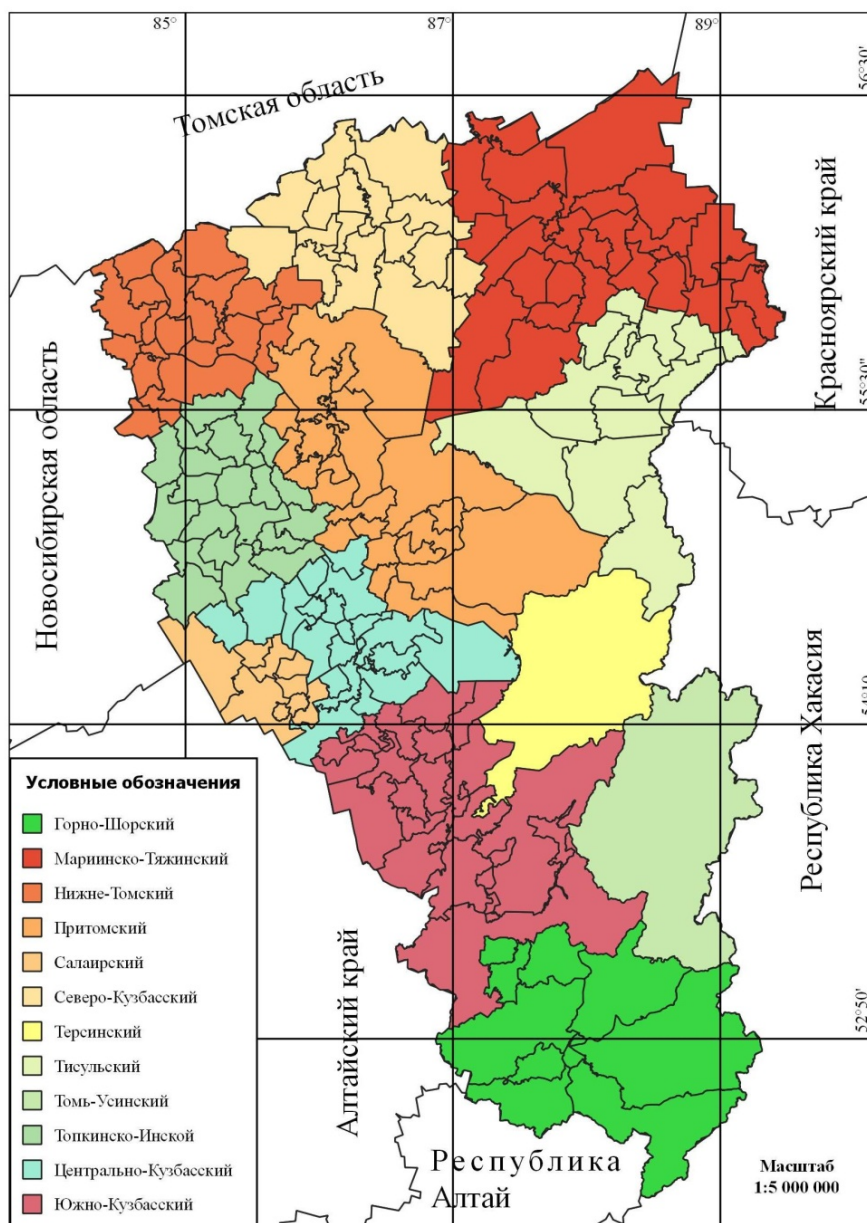 85°
87°
89°
56°30'
Томская область
Красноярский край
Новосибирская область
55°30"
54°10
Республика Хакасия
Условные обозначения
Горно-Шорский
Мариинско-Тяжинский
Нижне-Томский
Притомский
Салаирский
Северо-Кузбасский
Терсинский
Тисульский
Томь-Усинский
Топкинско-Инской
Центрально-Кузбасский
Южно-Кузбасский
Алтайский край
52°50'
Республика
Алтай
Масштаб
1:5 000 000